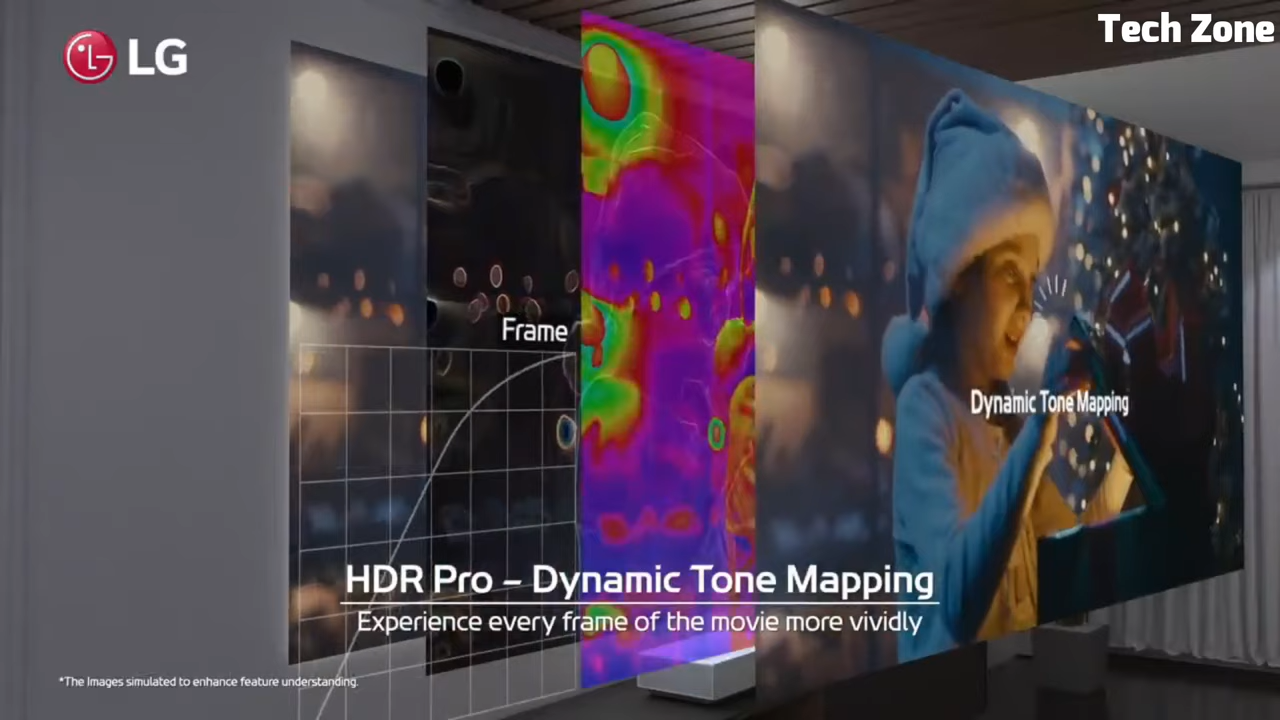 LG
Tech Zone
Frame
Dynamic Tone Mapping
HDR Pro – Dynamic Tone Mapping
Experience every frame of the movie more vividly
*The Images simulated to enhance feature understanding.